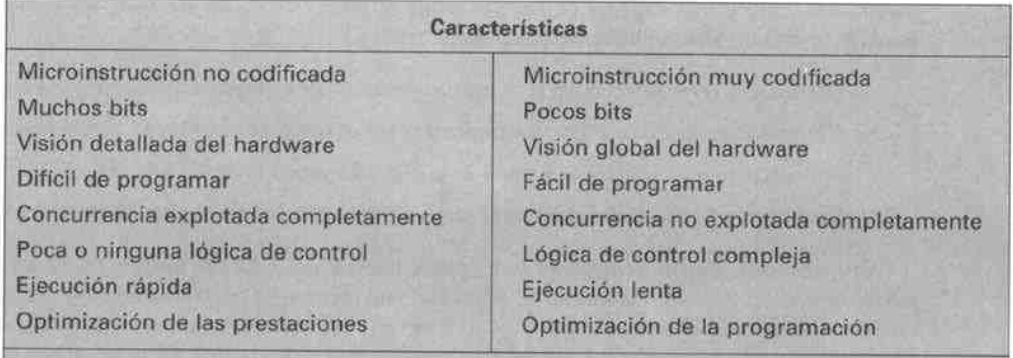 Características
Microinstrucción no codificada
Microinstrucción muy codificada
Muchos bits
Pocos bits
Visión detallada del hardware
Visión global del hardware
Difícil de programar
Fácil de programar
Concurrencia explotada completamente
Concurrencia no explotada completamente
Poca o ninguna lógica de control
Lógica de control compleja
Ejecución rápida
Ejecución lenta
Optimización de las prestaciones
Optimización de la programación